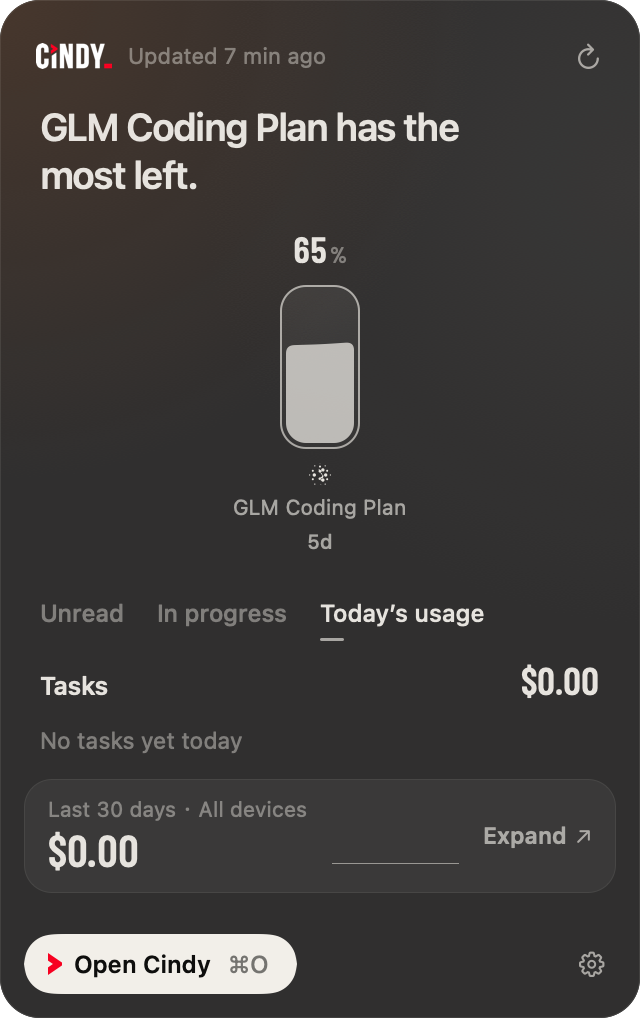 CiNDY_ Updated 7 min ago
GLM Coding Plan has the
most left.
65%
GLM Coding Plan
5d
Unread In progress Today’s usage
Tasks $0.00
No tasks yet today
Last 30 days · All devices
$0.00 Expand ↗
Open Cindy ⌘O